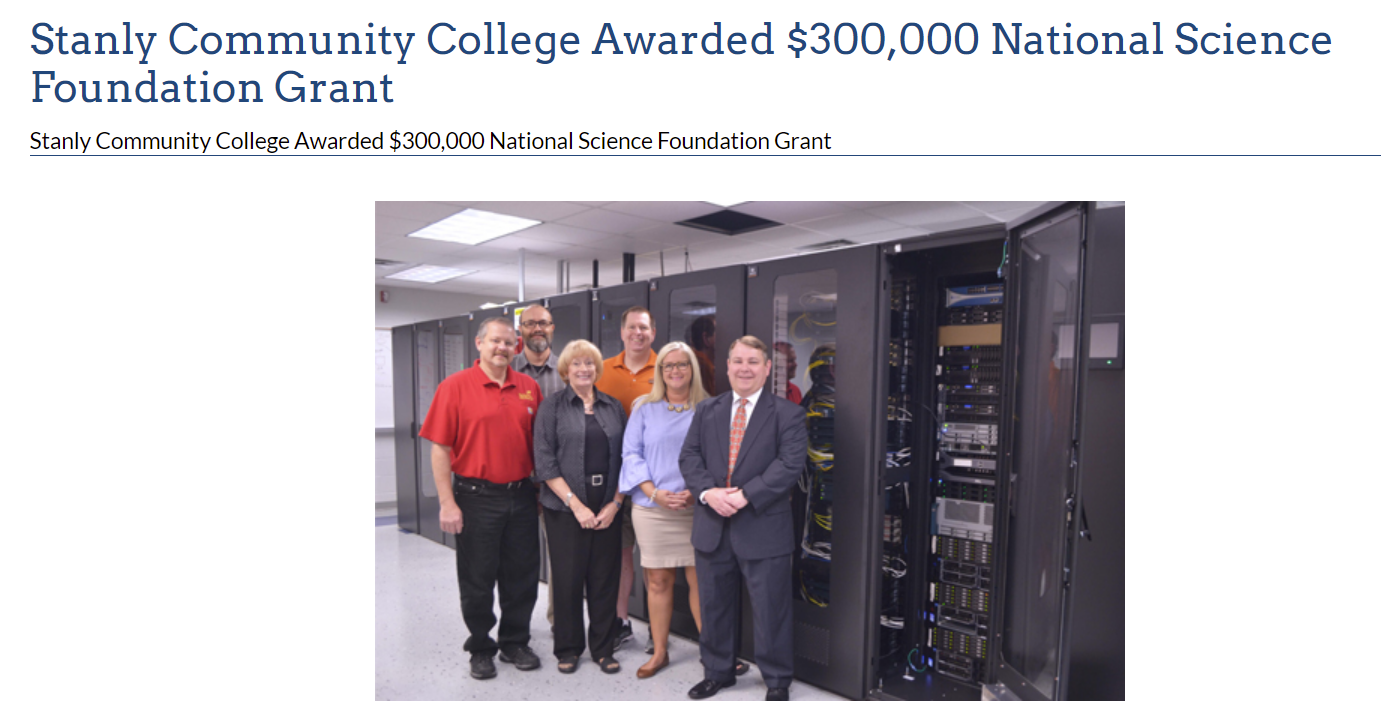 Stanly Community College Awarded $300,000 National Science
Foundation Grant
Stanly Community College Awarded $300,000 National Science Foundation Grant